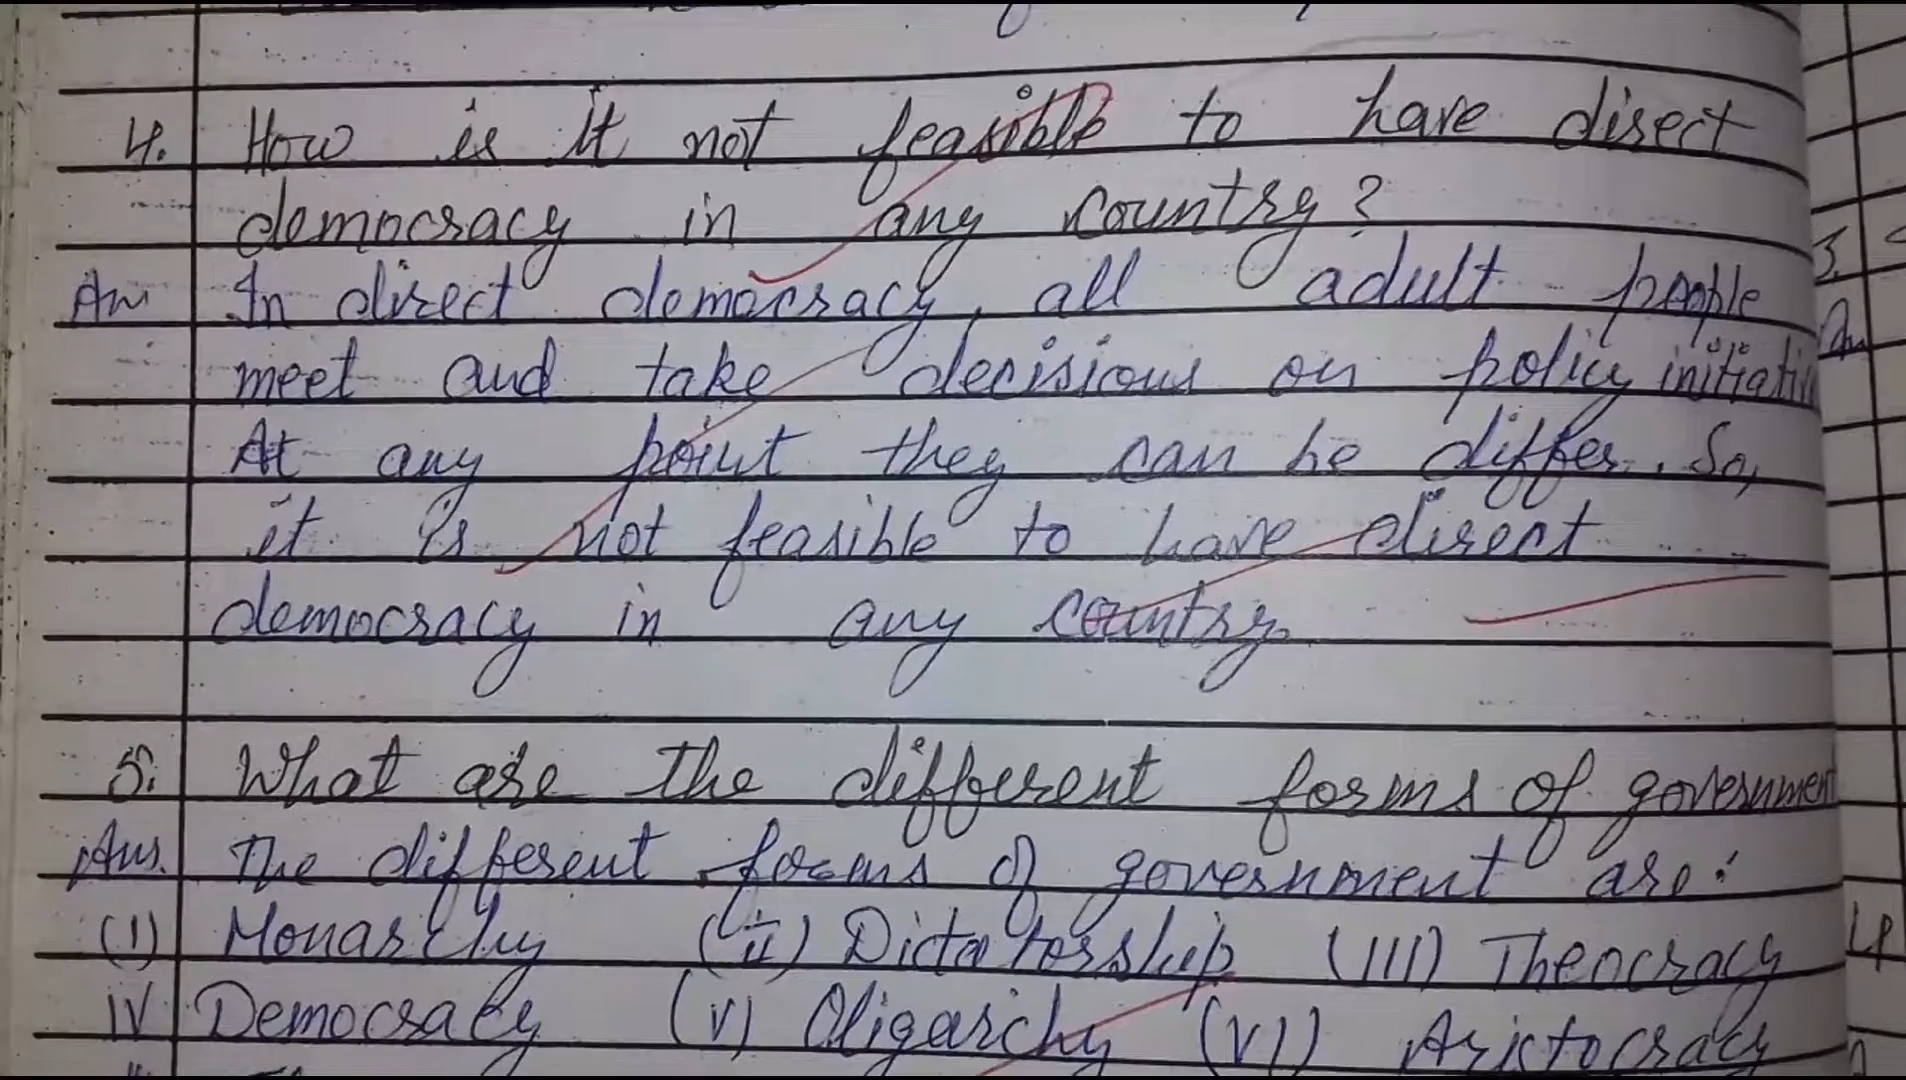 4. How is it not feasible to have direct
democracy in any country?
Ans In direct democracy, all adult people
meet and take decisions on policy
At any point they can be differ. So,
it is not feasible to have direct
democracy in any country.
5. What are the different forms of government
Ans. The different forms of government are:
(I) Monarchy (ii) Dictatorship (III) Theocracy
iv Democracy (V) Oligarchy (VI) Arictocracy